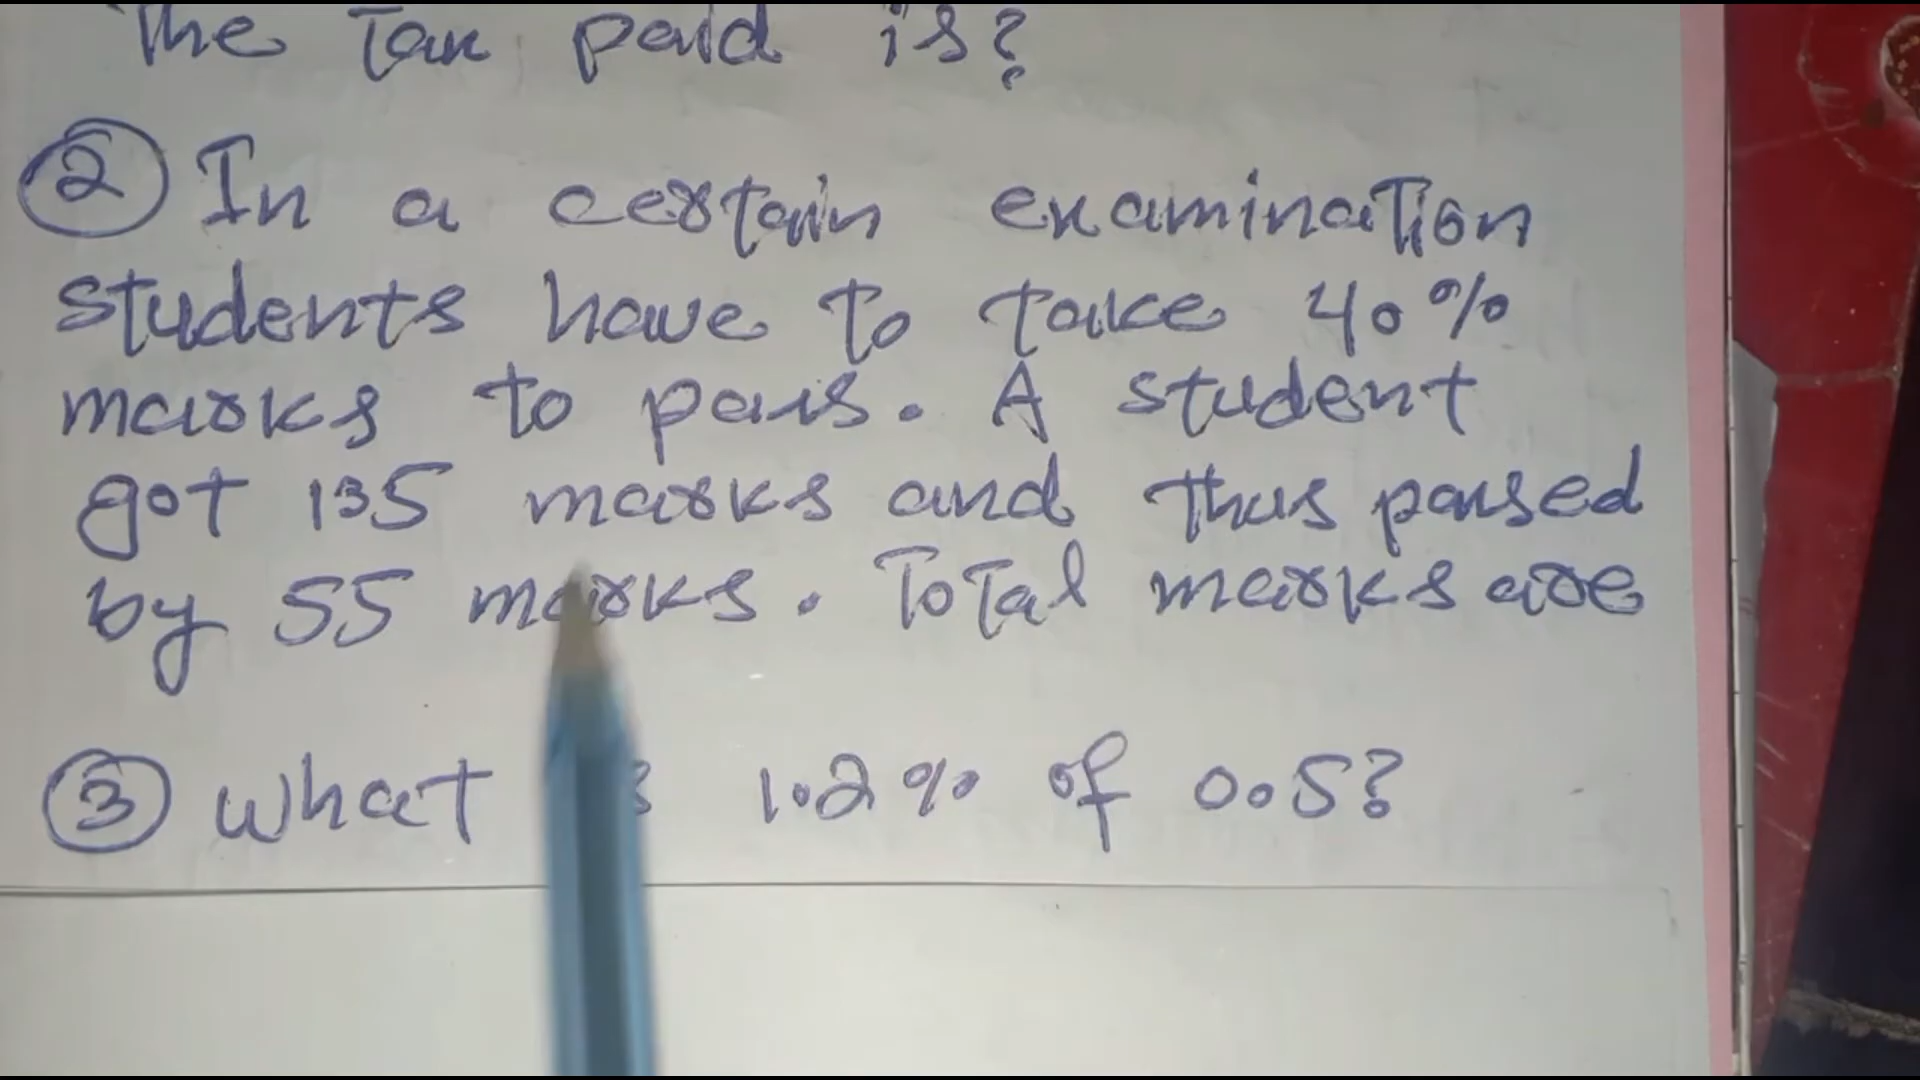 The Tax paid is?
② In a certain examination
students have to take 40%
marks to pass. A student
got 135 marks and thus passed
by 55 marks. Total marks are
③ What 1.2% of 0.5?